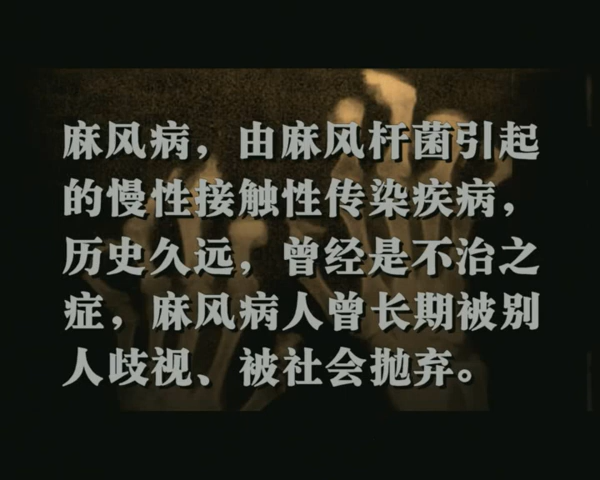 麻风病，由麻风杆菌引起
的慢性接触性传染疾病，
历史久远，曾经是不治之
症，麻风病人曾长期被别
人歧视、被社会抛弃。